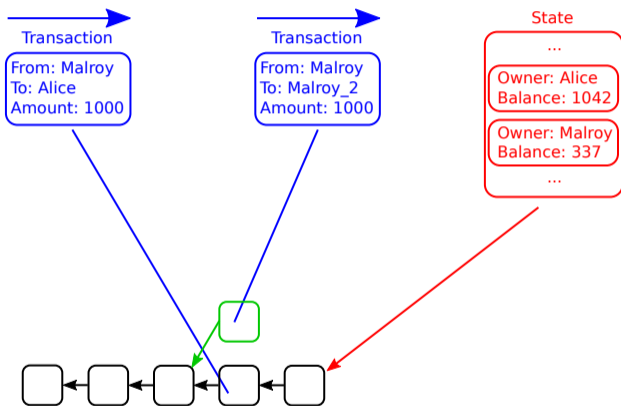 Transaction
From: Malroy
To: Alice
Amount: 1000
Transaction
From: Malroy
To: Malroy_2
Amount: 1000
State
...
Owner: Alice
Balance: 1042
Owner: Malroy
Balance: 337
...